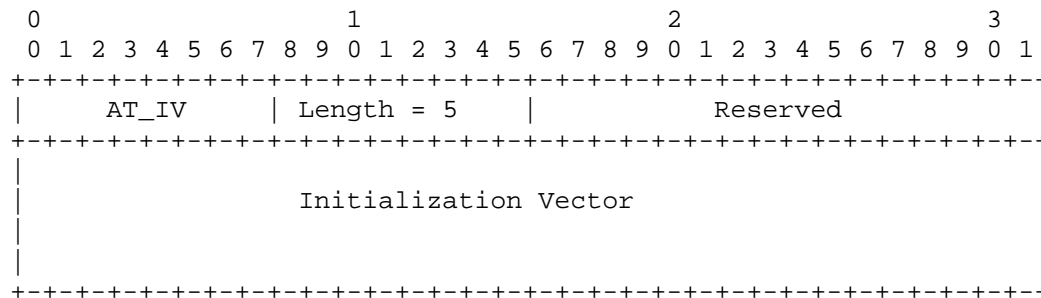 0                   1                   2                   3
 0 1 2 3 4 5 6 7 8 9 0 1 2 3 4 5 6 7 8 9 0 1 2 3 4 5 6 7 8 9 0 1
+-+-+-+-+-+-+-+-+-+-+-+-+-+-+-+-+-+-+-+-+-+-+-+-+-+-+-+-+-+-+-+--
|     AT_IV     | Length = 5    |           Reserved
+-+-+-+-+-+-+-+-+-+-+-+-+-+-+-+-+-+-+-+-+-+-+-+-+-+-+-+-+-+-+-+--
|
|                 Initialization Vector
|
|
+-+-+-+-+-+-+-+-+-+-+-+-+-+-+-+-+-+-+-+-+-+-+-+-+-+-+-+-+-+-+-+--